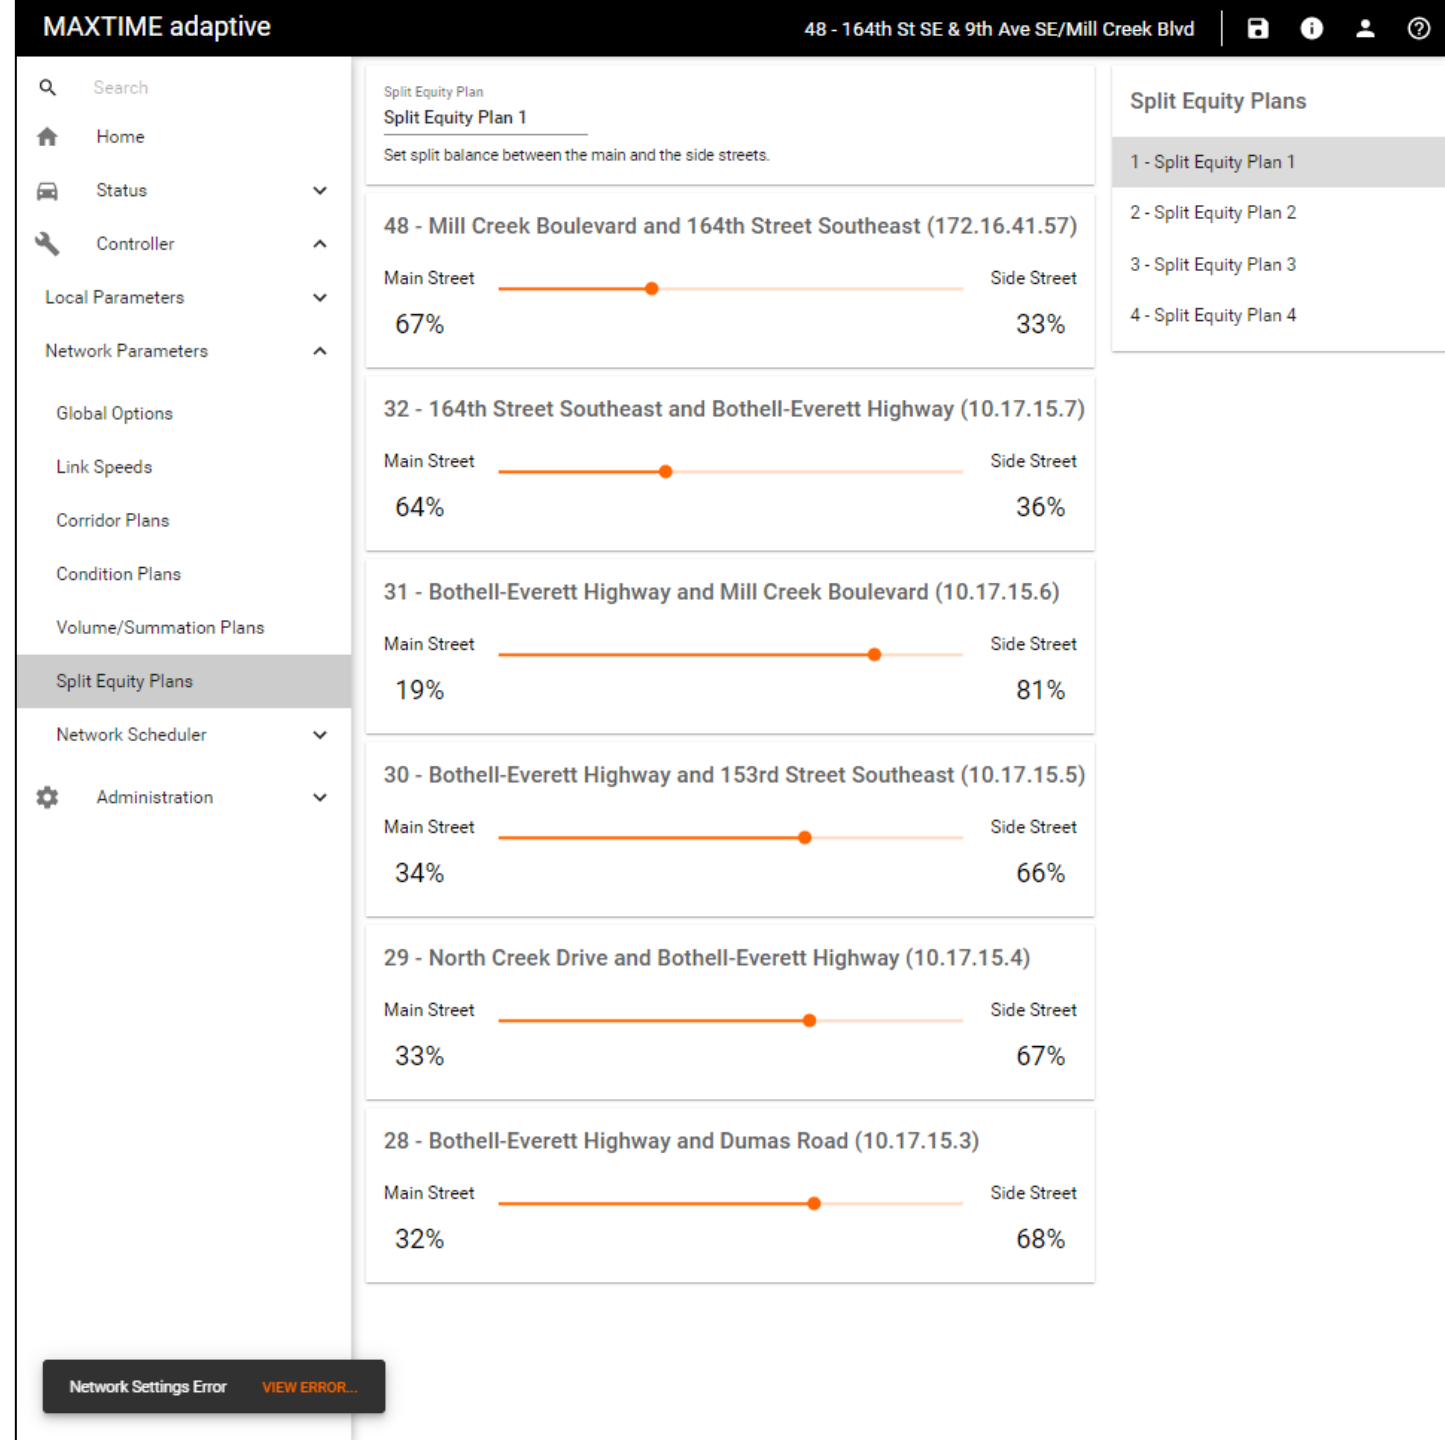 MAXTIME adaptive
48 - 164th St SE & 9th Ave SE/Mill Creek Blvd
Search
Home
Status
Controller
Local Parameters
Network Parameters
Global Options
Link Speeds
Corridor Plans
Condition Plans
Volume/Summation Plans
Split Equity Plans
Network Scheduler
Administration
Split Equity Plan
Split Equity Plan 1
Set split balance between the main and the side streets.
48 - Mill Creek Boulevard and 164th Street Southeast (172.16.41.57)
Main Street
Side Street
67%
33%
32 - 164th Street Southeast and Bothell-Everett Highway (10.17.15.7)
Main Street
Side Street
64%
36%
31 - Bothell-Everett Highway and Mill Creek Boulevard (10.17.15.6)
Main Street
Side Street
19%
81%
30 - Bothell-Everett Highway and 153rd Street Southeast (10.17.15.5)
Main Street
Side Street
34%
66%
29 - North Creek Drive and Bothell-Everett Highway (10.17.15.4)
Main Street
Side Street
33%
67%
28 - Bothell-Everett Highway and Dumas Road (10.17.15.3)
Main Street
Side Street
32%
68%
Split Equity Plans
1 - Split Equity Plan 1
2 - Split Equity Plan 2
3 - Split Equity Plan 3
4 - Split Equity Plan 4
Network Settings Error
VIEW ERROR...